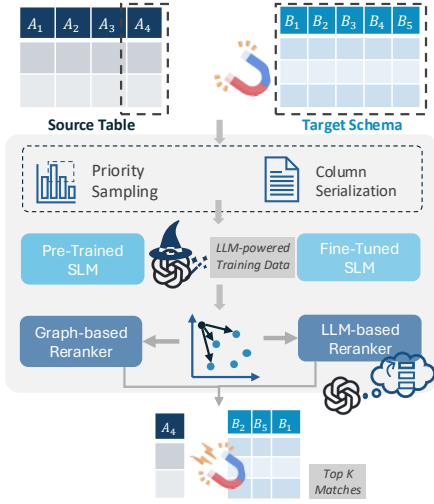 A1 A2 A3 A4
B1 B2 B3 B4 B5
Source Table
Target Schema
Priority
Sampling
Column
Serialization
Pre-Trained
SLM
LLM-powered
Training Data
Fine-Tuned
SLM
Graph-based
Reranker
LLM-based
Reranker
A4
B2 B5 B1
Top K
Matches